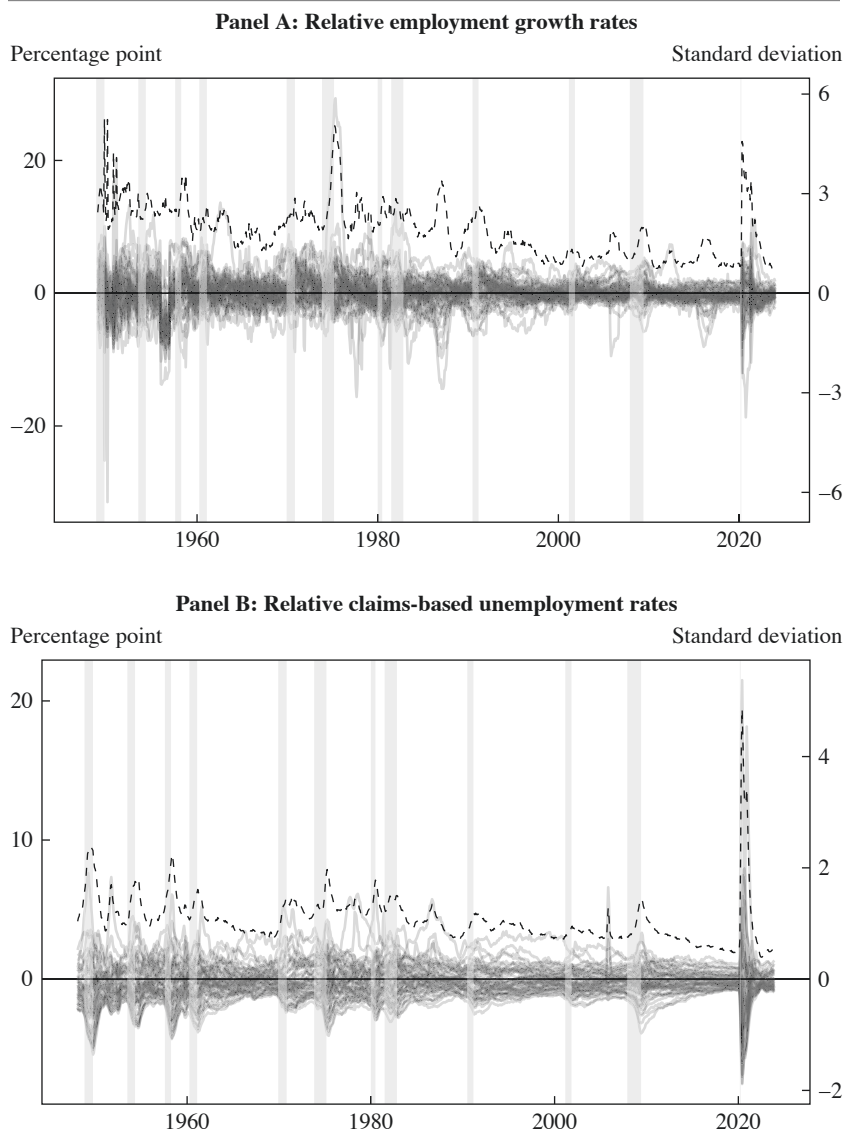 Panel A: Relative employment growth rates
Percentage point Standard deviation
6
20
3
0 0
–3
–20
–6
1960 1980 2000 2020
Panel B: Relative claims-based unemployment rates
Percentage point Standard deviation
20
4
10
2
0 0
–2
1960 1980 2000 2020